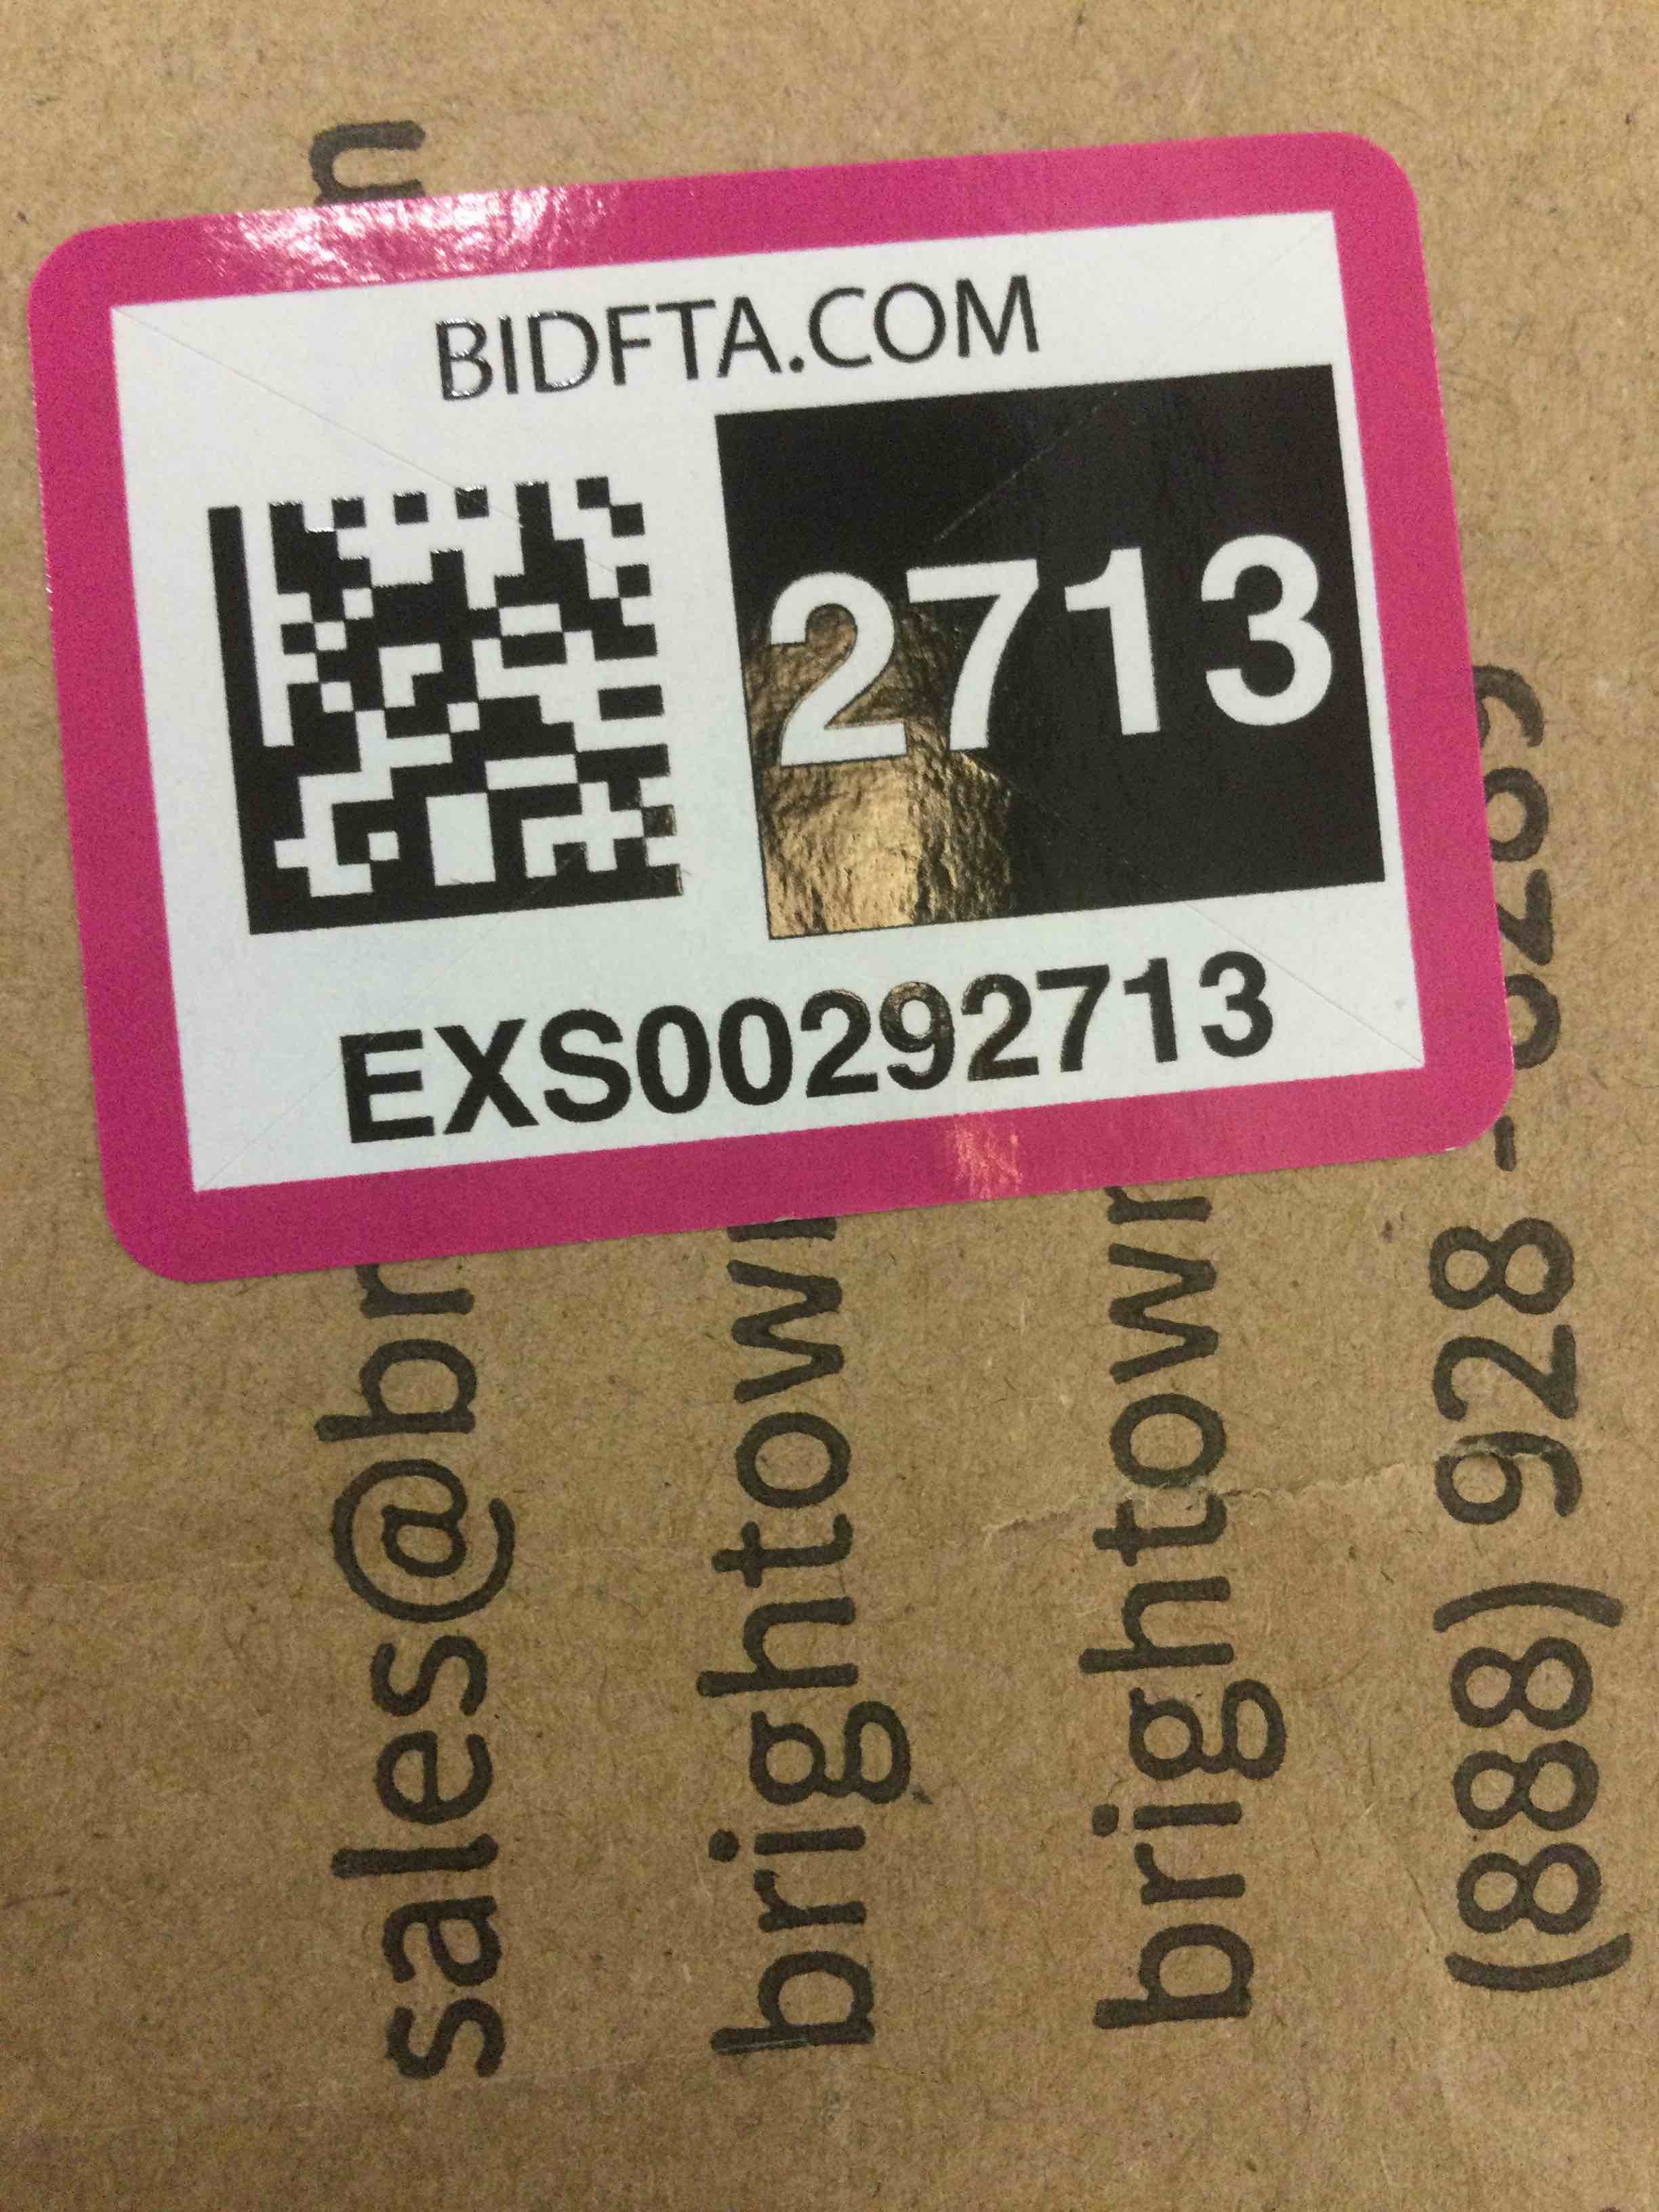 BIDFTA.COM
2713
EXS00292713
sales@br
brightow
brightow
(888) 928-